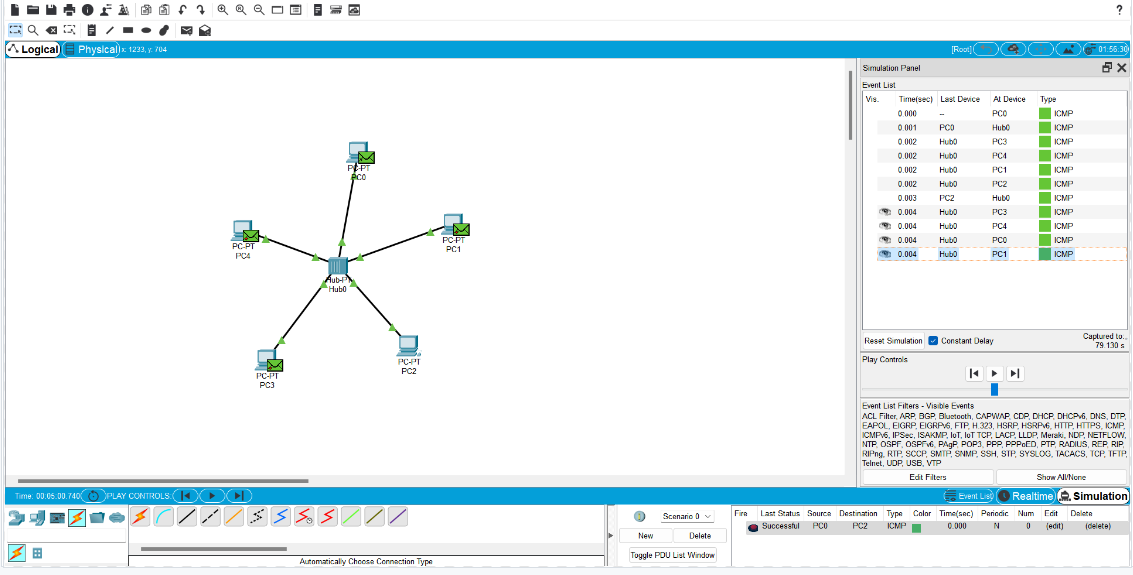 ?
Logical Physical x: 1233, y: 704 [Root] 01:56:30
Simulation Panel
Event List
Vis. Time(sec) Last Device At Device Type
0.000 -- PC0 ICMP
0.001 PC0 Hub0 ICMP
0.002 Hub0 PC3 ICMP
0.002 Hub0 PC4 ICMP
0.002 Hub0 PC1 ICMP
0.002 Hub0 PC2 ICMP
0.003 PC2 Hub0 ICMP
0.004 Hub0 PC3 ICMP
0.004 Hub0 PC4 ICMP
0.004 Hub0 PC0 ICMP
0.004 Hub0 PC1 ICMP
PC-PT
PC0
PC-PT
PC4
PC-PT
PC1
Hub-PT
Hub0
PC-PT
PC3
PC-PT
PC2
Reset Simulation Constant Delay Captured to:
79.130 s
Play Controls
Event List Filters - Visible Events
ACL Filter, ARP, BGP, Bluetooth, CAPWAP, CDP, DHCP, DHCPv6, DNS, DTP,
EAPOL, EIGRP, EIGRPv6, FTP, H.323, HSRP, HSRPv6, HTTP, HTTPS, ICMP,
ICMPv6, IPSec, ISAKMP, IoT, IoT TCP, LACP, LLDP, Meraki, NDP, NETFLOW,
NTP, OSPF, OSPFv6, PAgP, POP3, PPP, PPPoED, PTP, RADIUS, REP, RIP,
RIPng, RTP, SCCP, SMTP, SNMP, SSH, STP, SYSLOG, TACACS, TCP, TFTP,
Telnet, UDP, USB, VTP
Edit Filters Show All/None
Time: 00:05:00.740 PLAY CONTROLS: Event List Realtime Simulation
Scenario 0
New Delete
Toggle PDU List Window
Fire Last Status Source Destination Type Color Time(sec) Periodic Num Edit Delete
Successful PC0 PC2 ICMP 0.000 N 0 (edit) (delete)
Automatically Choose Connection Type